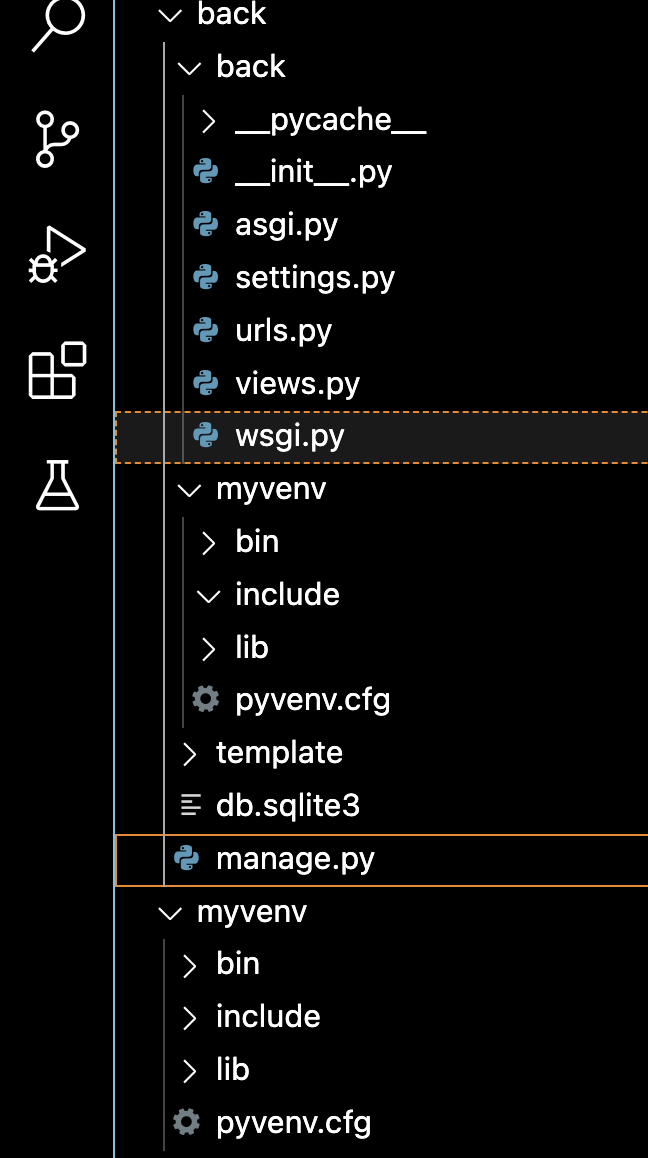 back
back
__pycache__
__init__.py
asgi.py
settings.py
urls.py
views.py
wsgi.py
myvenv
bin
include
lib
pyvenv.cfg
template
db.sqlite3
manage.py
myvenv
bin
include
lib
pyvenv.cfg